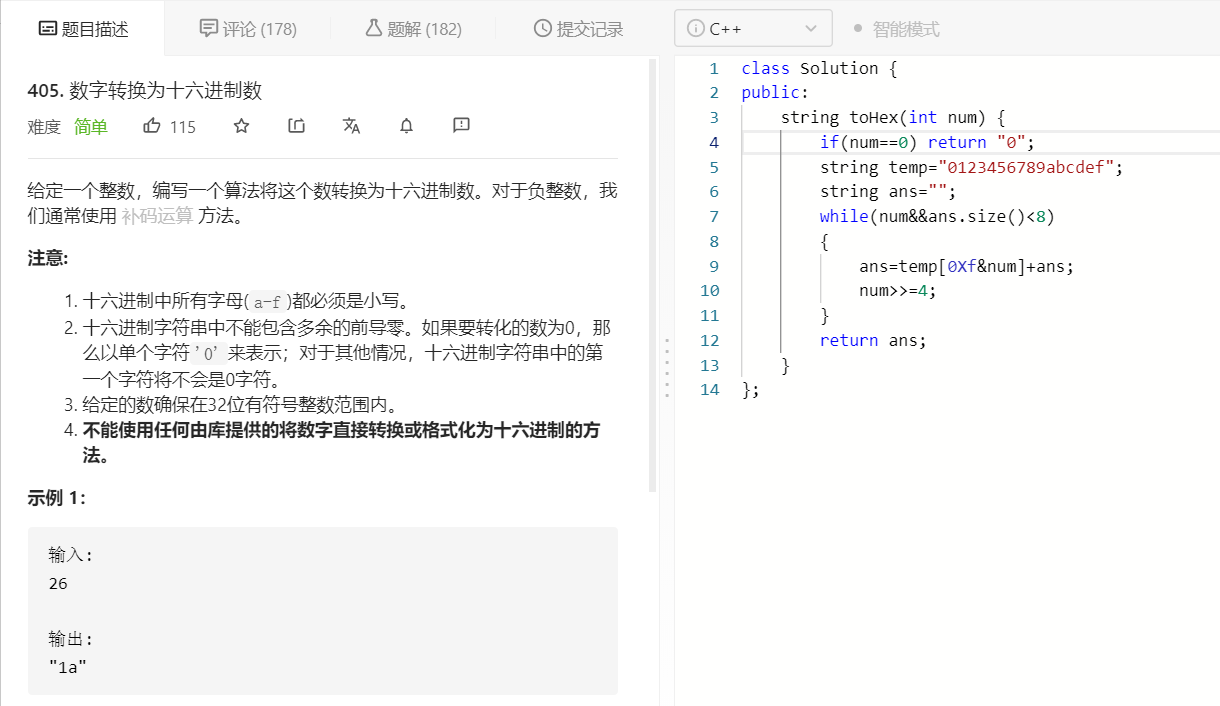 题目描述
评论 (178)
题解 (182)
提交记录
C++
智能模式
405. 数字转换为十六进制数
难度 简单 115
给定一个整数，编写一个算法将这个数转换为十六进制数。对于负整数，我
们通常使用 补码运算 方法。
注意:
1. 十六进制中所有字母(a-f)都必须是小写。
2. 十六进制字符串中不能包含多余的前导零。如果要转化的数为0，那
么以单个字符'0'来表示；对于其他情况，十六进制字符串中的第
一个字符将不会是0字符。
3. 给定的数确保在32位有符号整数范围内。
4. 不能使用任何由库提供的将数字直接转换或格式化为十六进制的方
法。
示例 1：
输入:
26
输出:
"1a"
1 class Solution {
2 public:
3     string toHex(int num) {
4         if(num==0) return "0";
5         string temp="0123456789abcdef";
6         string ans="";
7         while(num&&ans.size()<8)
8         {
9             ans=temp[0Xf&num]+ans;
10             num>>=4;
11         }
12         return ans;
13     }
14 };